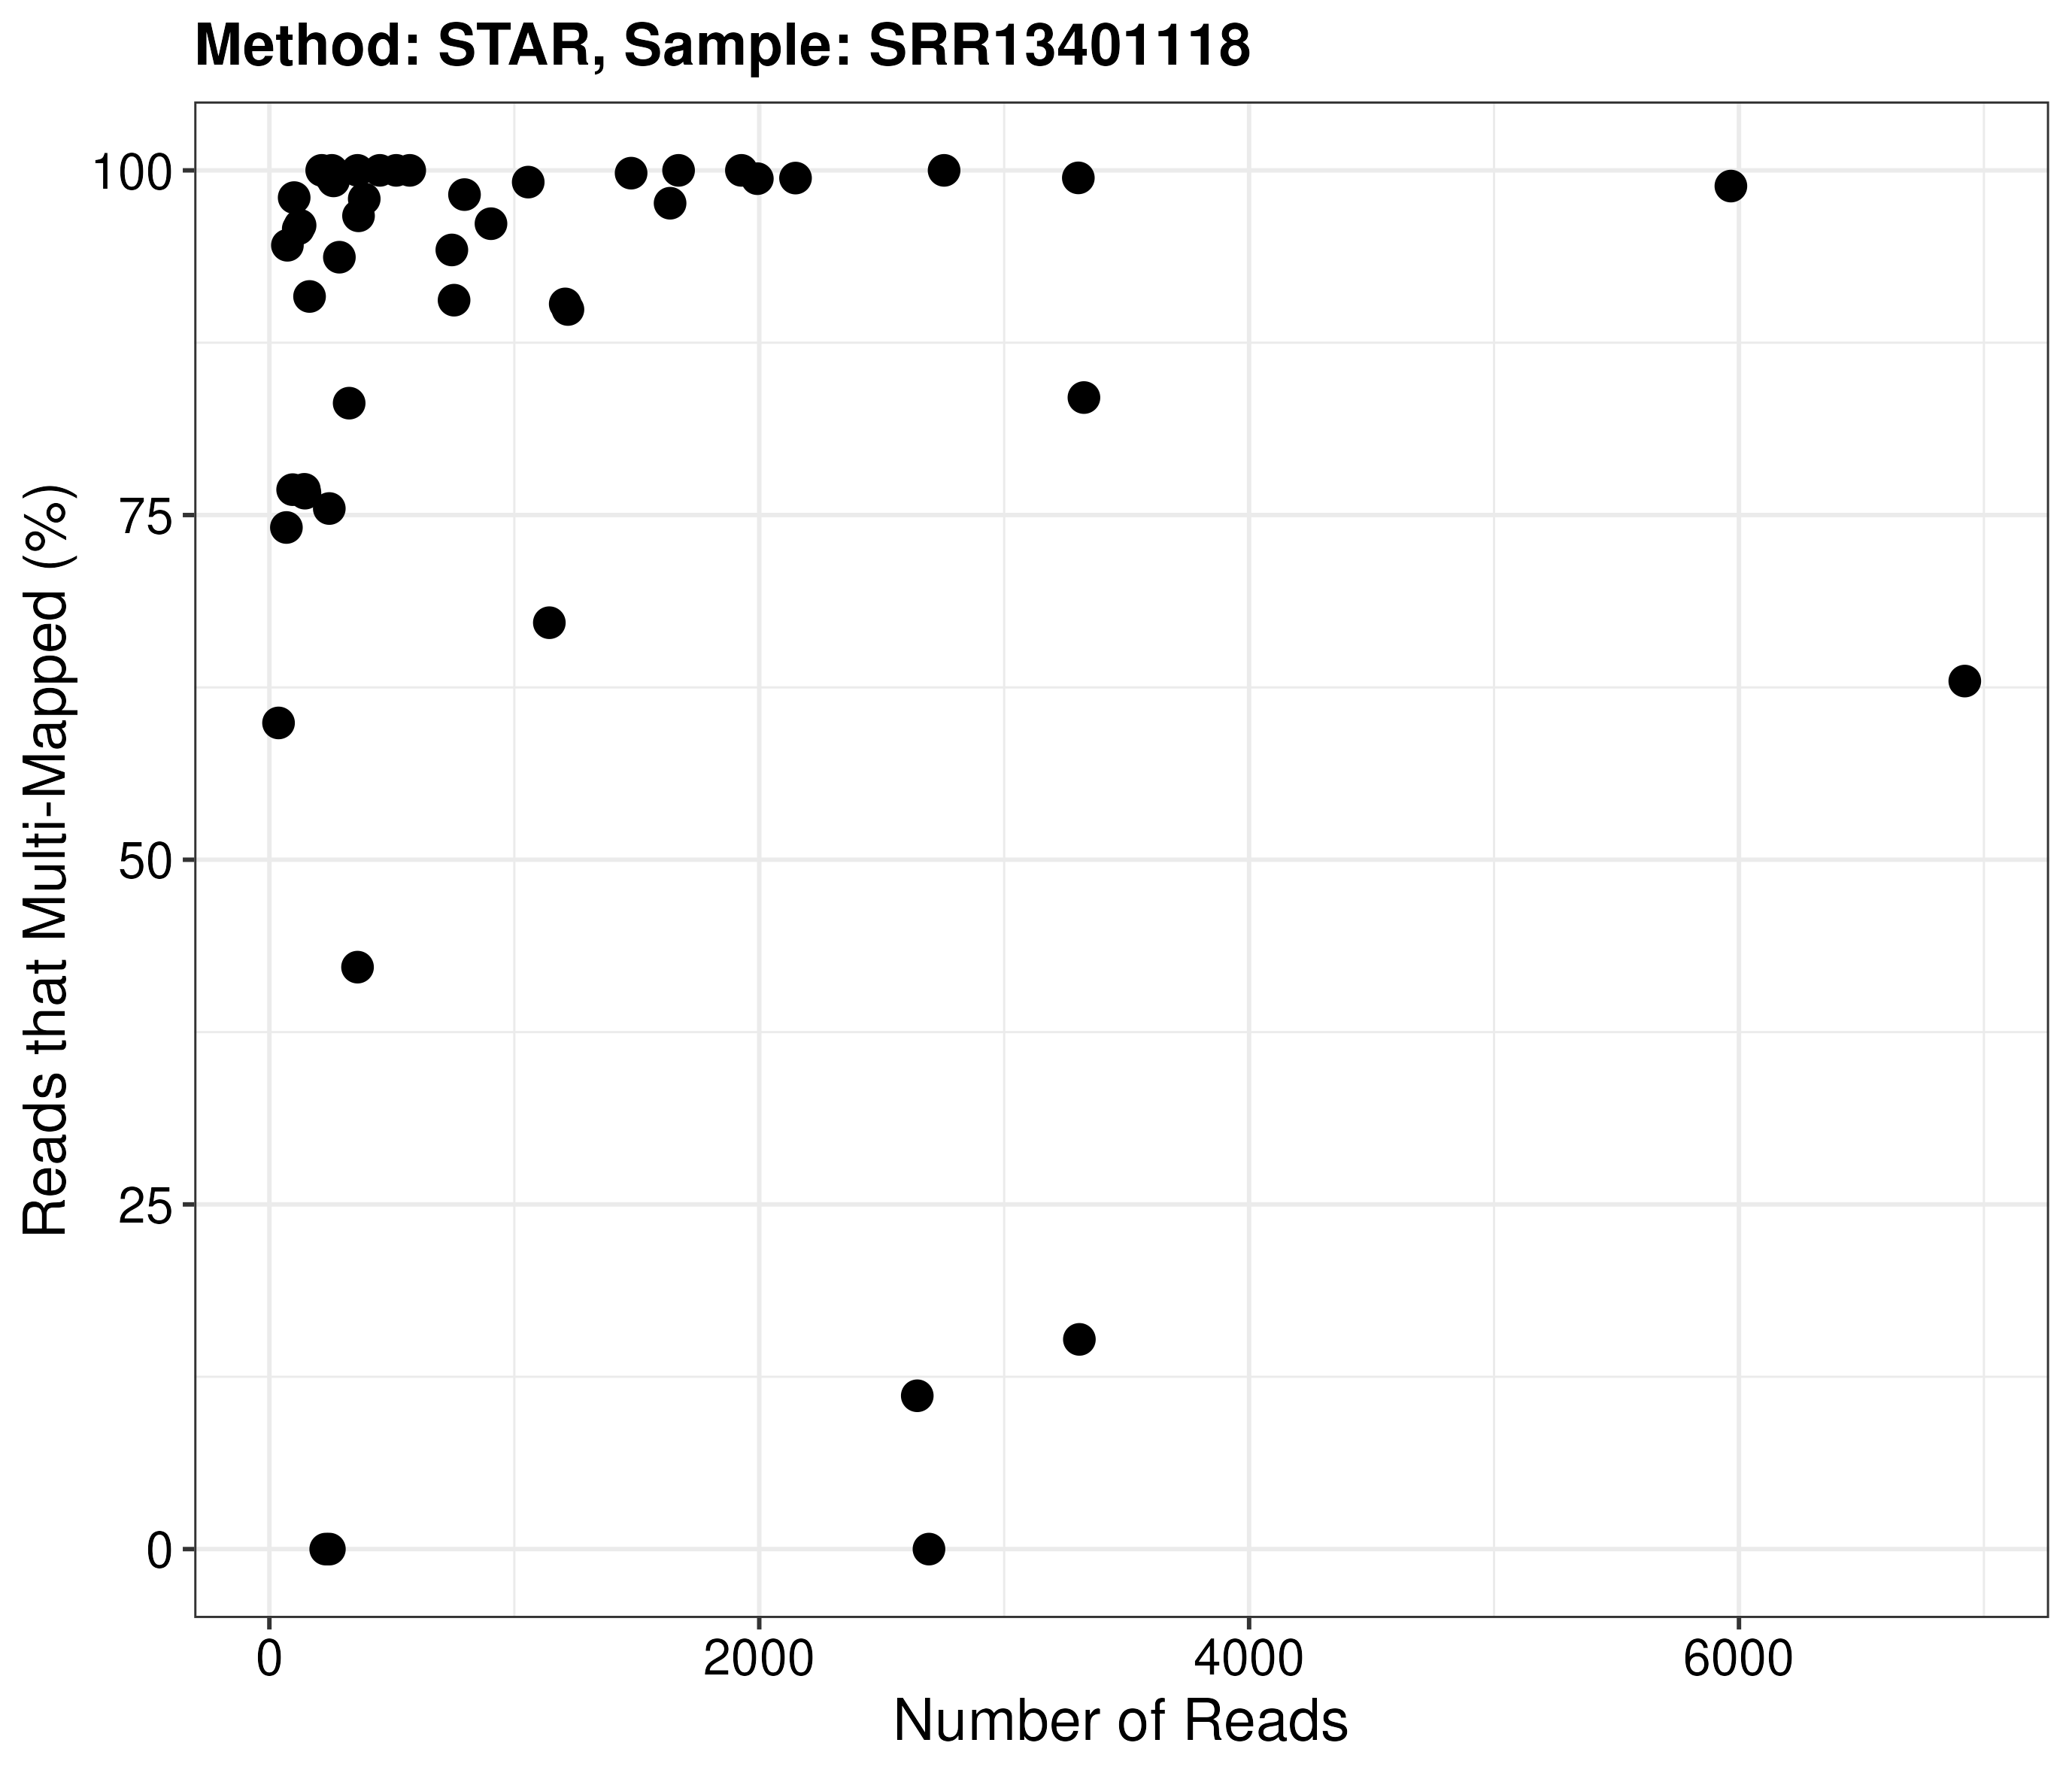 Method: STAR, Sample: SRR13401118
Reads that Multi-Mapped (%)
100
75
50
25
0
0 2000 4000 6000
Number of Reads